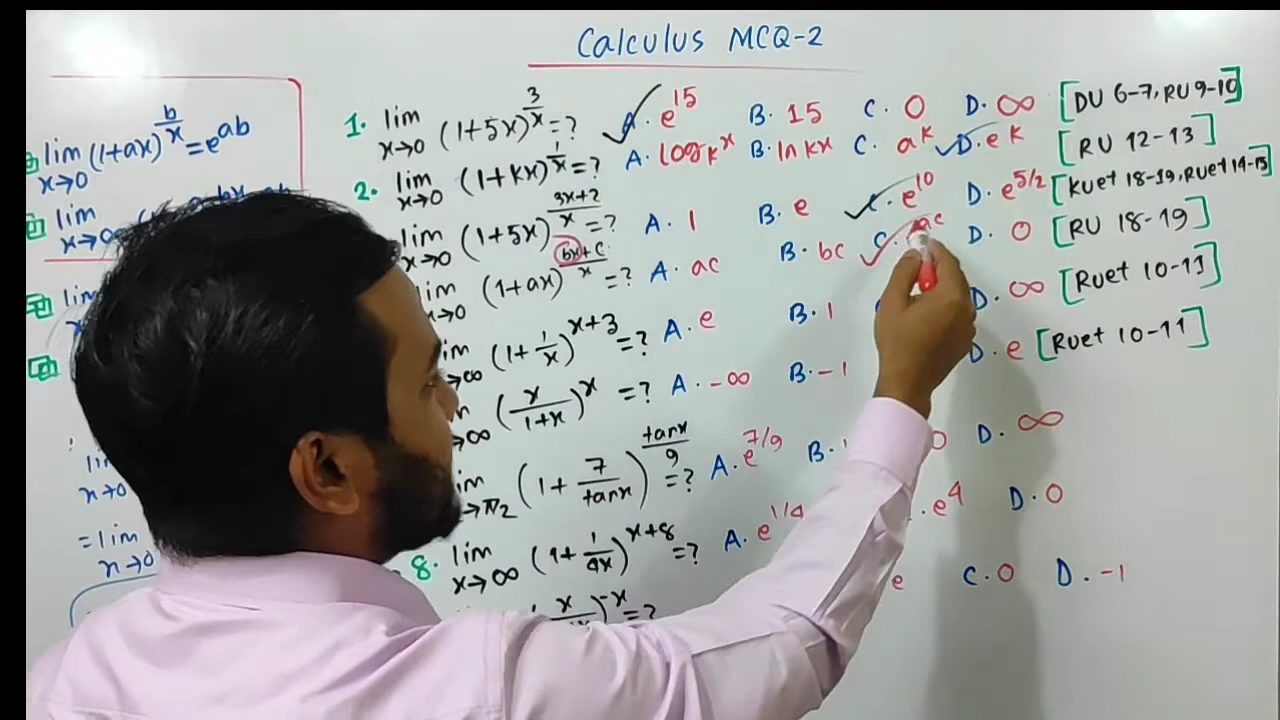 Calculus MCQ-2
lim x→0 (1+ax)^(b/x) = e^ab
lim x→0
lim
lim x→0
=lim x→0
1. lim x→0 (1+5x)^(3/x) =? A. e^15 B. 15 C. 0 D. ∞ [DU 6-7, RU 9-10]
2. lim x→0 (1+kx)^(1/x) =? A. log k^x B. ln kx C. a^k D. e^k [RU 12-13]
lim x→0 (1+5x)^((3x+2)/x) =? A. 1 B. e C. e^10 D. e^5/2 [Kuet 18-19, Ruet 14-15]
lim x→0 (1+ax)^((bx+c)/x) =? A. ac B. bc C. ac D. 0 [RU 18-19]
(1+1/x)^(x+3) =? A. e B. 1 D. ∞ [Ruet 10-11]
(x/(1+x))^x =? A. -∞ B. -1 D. e [Ruet 10-11]
(1+7/tanx)^(tanx/9) =? A. e^7/9 B. 0 D. ∞
8. lim x→∞ (1+1/4x)^(x+8) =? A. e^1/4 e^4 D. 0
x -x =? e C. 0 D. -1